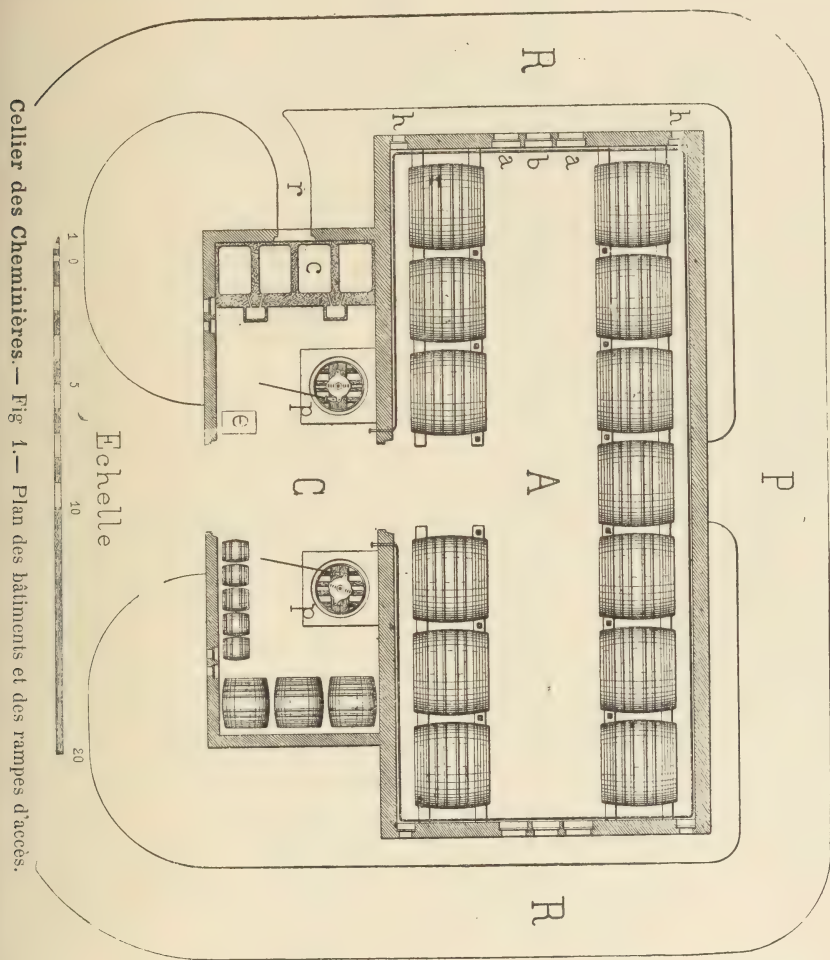 P
h
a
R b A R
a
h
r c p C p
Echelle
1 0 5 10 20
Cellier des Cheminières.— Fig 1.— Plan des bâtiments et des rampes d'accès.